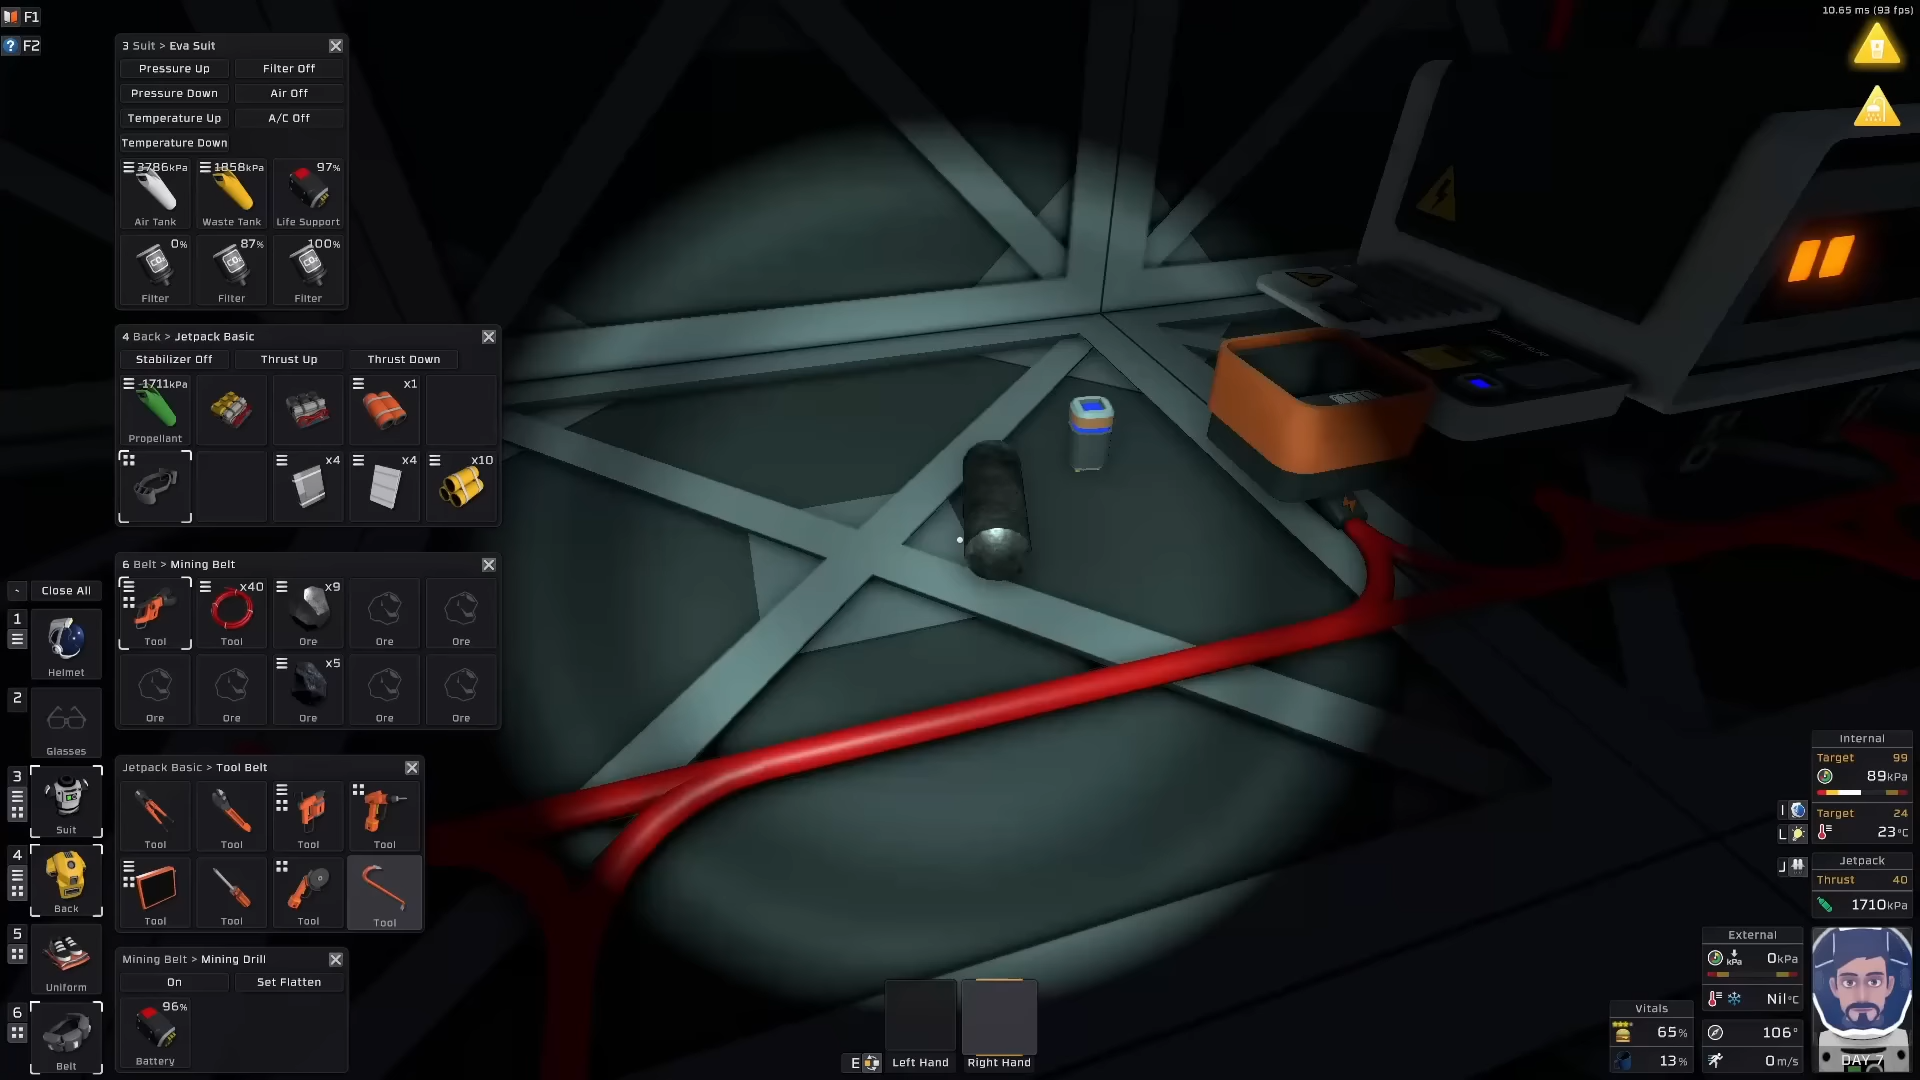 F1
F2
10.65 ms (93 fps)
3 Suit > Eva Suit
Pressure Up
Filter Off
Pressure Down
Air Off
Temperature Up
A/C Off
Temperature Down
3786kPa
1858kPa
97%
Air Tank
Waste Tank
Life Support
0%
87%
100%
Filter
Filter
Filter
4 Back > Jetpack Basic
Stabilizer Off
Thrust Up
Thrust Down
1711kPa
x1
Propellant
x4
x4
x10
6 Belt > Mining Belt
x40
x9
Tool
Tool
Ore
Ore
Ore
x5
Ore
Ore
Ore
Ore
Ore
Jetpack Basic > Tool Belt
Tool
Tool
Tool
Tool
Tool
Tool
Tool
Tool
Mining Belt > Mining Drill
On
Set Flatten
96%
Battery
~
Close All
1
Helmet
2
Glasses
3
Suit
4
Back
5
Uniform
6
Belt
E
Left Hand
Right Hand
Internal
Target 99
89kPa
Target 24
23°C
I
L
J
Jetpack
Thrust 40
1710kPa
External
kPa
0kPa
Nil°C
106°
0m/s
Vitals
65%
13%
DAY 7